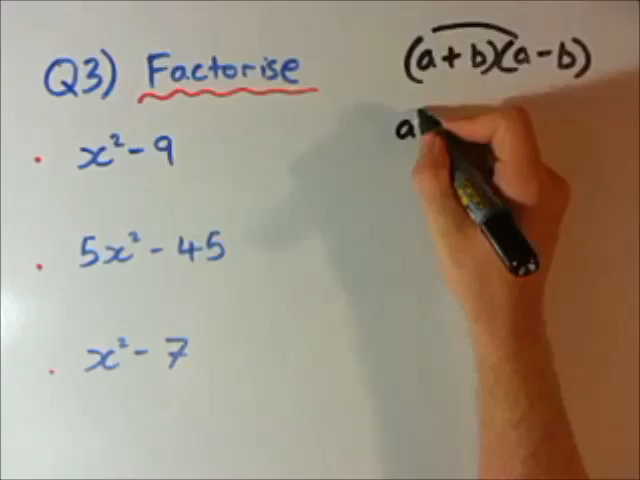 Q3) Factorise
(a+b)(a-b)
a
x² - 9
5x² - 45
x² - 7